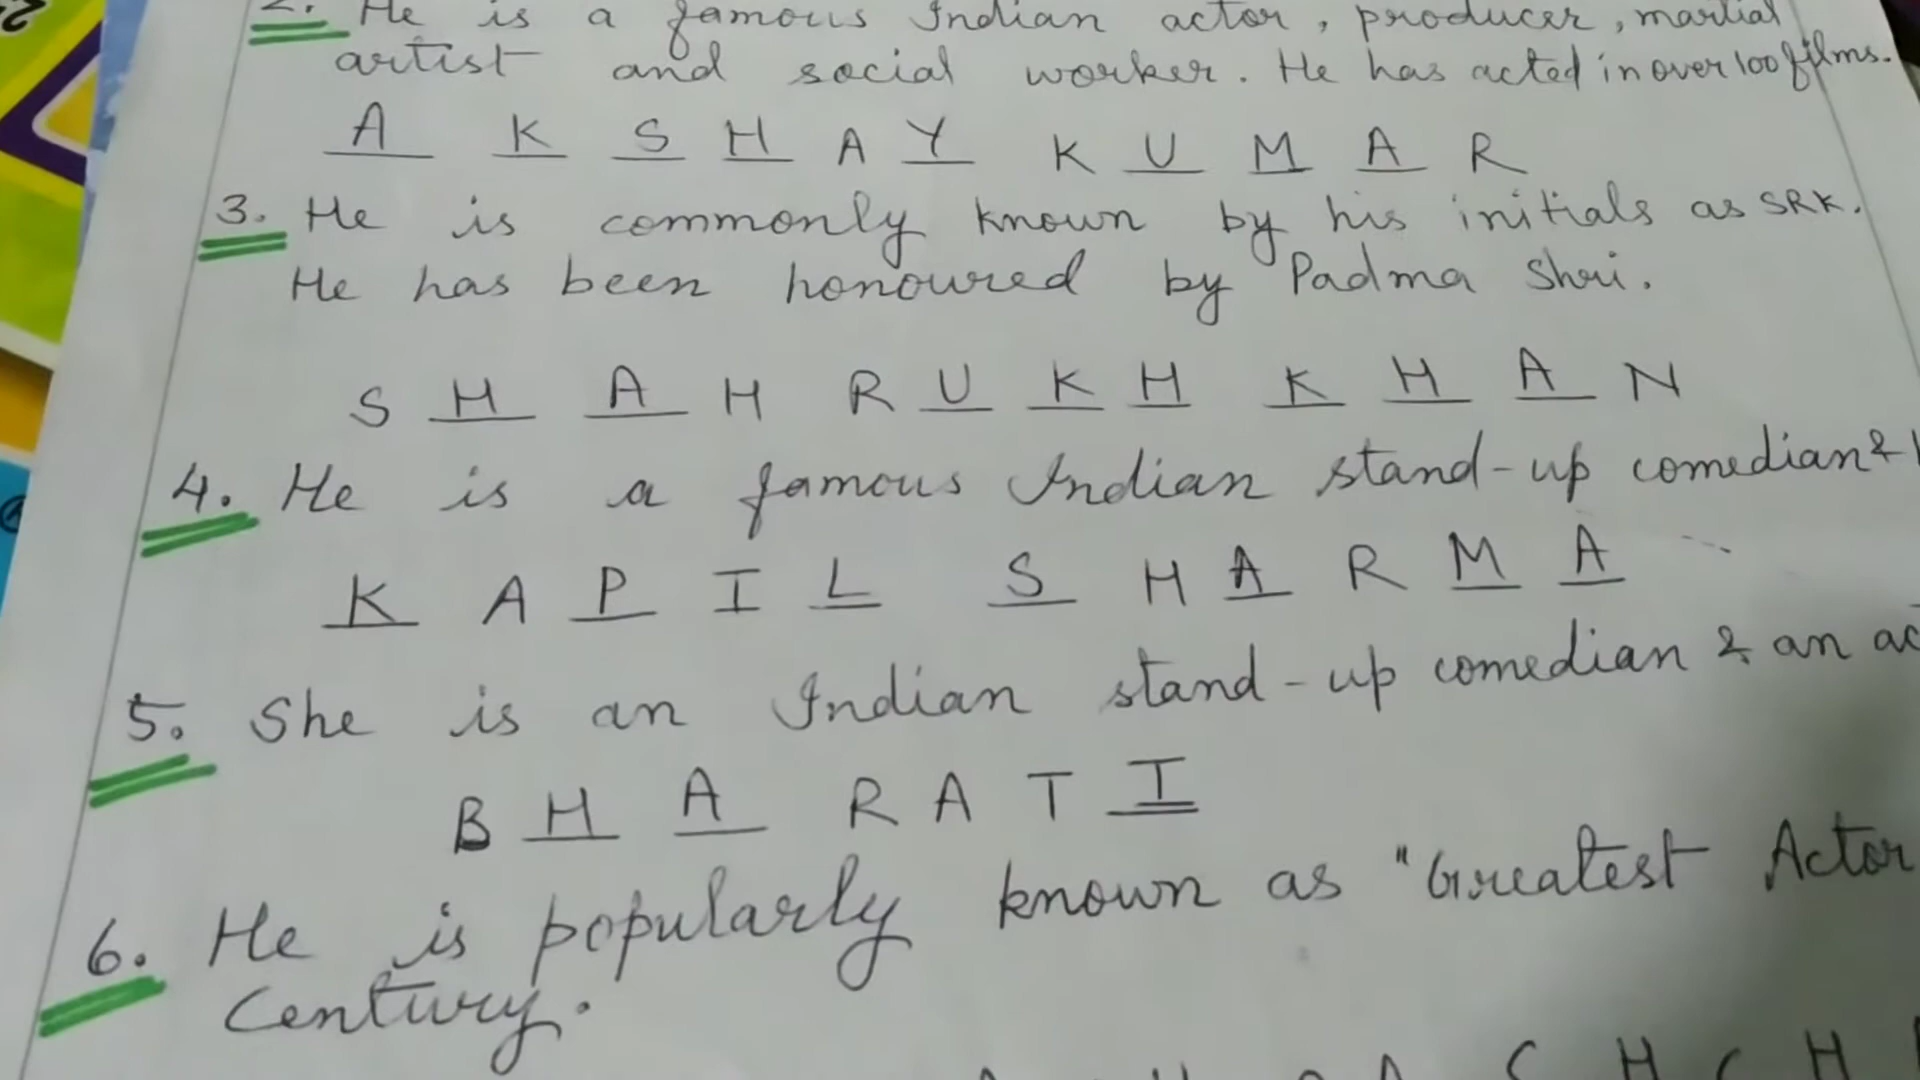 2. He is a famous Indian actor, producer, martial
artist and social worker. He has acted in over 100 films.
A K S H A Y K U M A R
3. He is commonly known by his initials as SRK.
He has been honoured by Padma Shri.
S H A H R U K H K H A N
4. He is a famous Indian stand-up comedian &
K A P I L S H A R M A
5. She is an Indian stand-up comedian & an
B H A R A T I
6. He is popularly known as "Greatest Actor
Century.